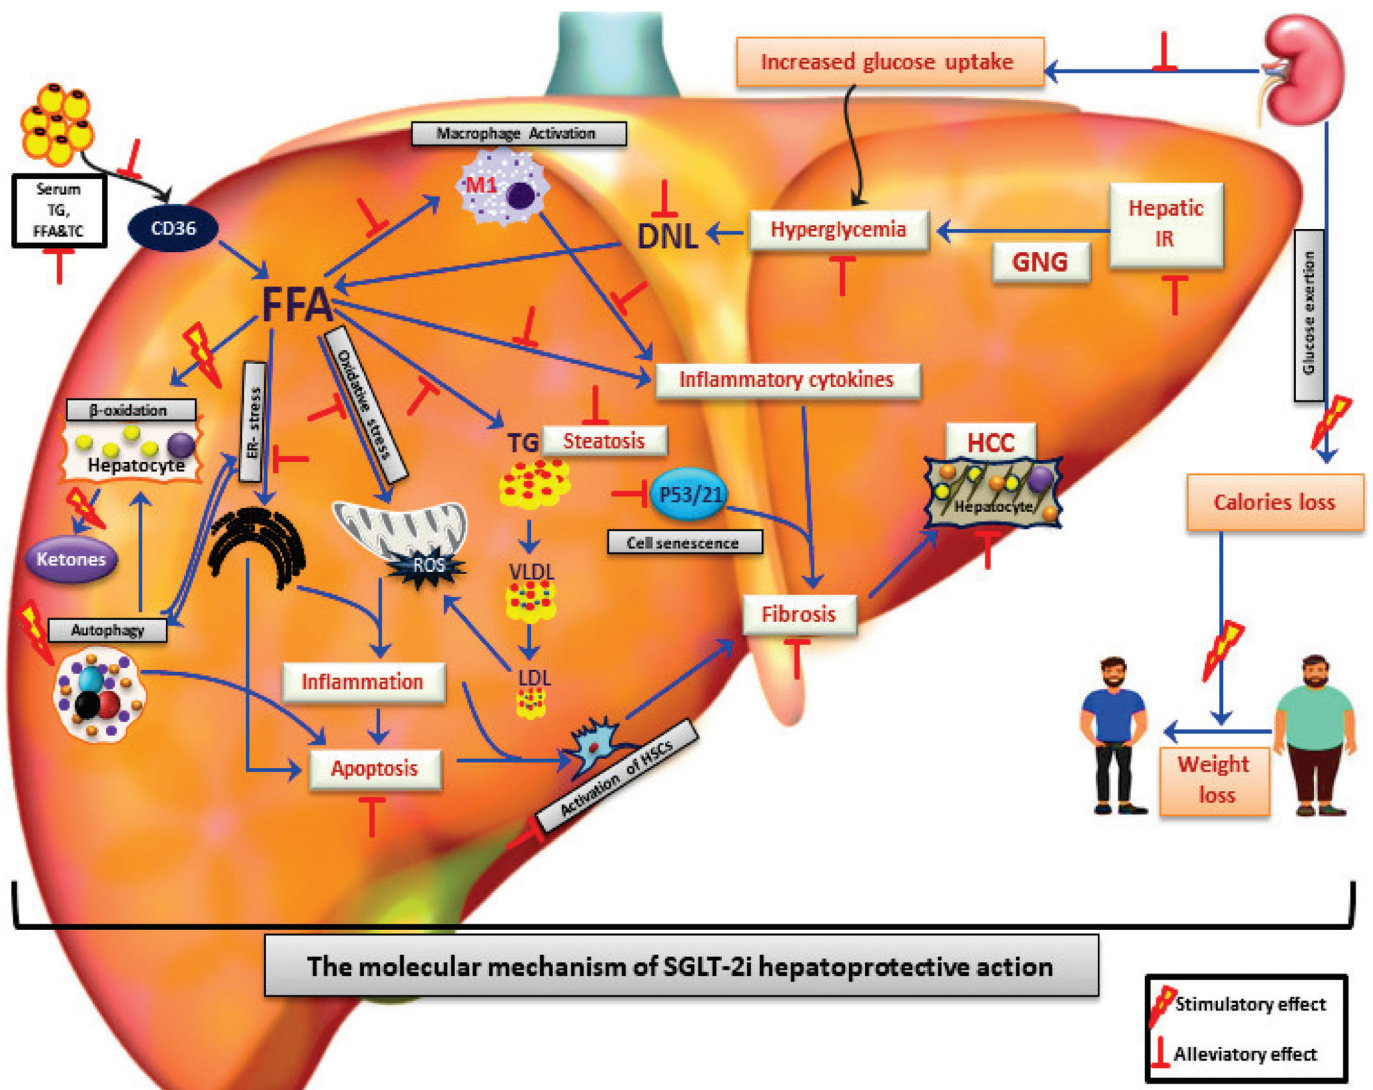 Increased glucose uptake
Macrophage Activation
M1
Serum
TG,
FFA&TC
CD36
DNL
Hyperglycemia
Hepatic
IR
GNG
FFA
Glucose exertion
Oxidative stress
ER- stress
Inflammatory cytokines
β-oxidation
Hepatocyte
TG
Steatosis
HCC
Hepatocyte
P53/21
Cell senescence
Calories loss
Ketones
ROS
VLDL
Fibrosis
Autophagy
Inflammation
LDL
Activation of HSCs
Apoptosis
Weight
loss
The molecular mechanism of SGLT-2i hepatoprotective action
Stimulatory effect
Alleviatory effect